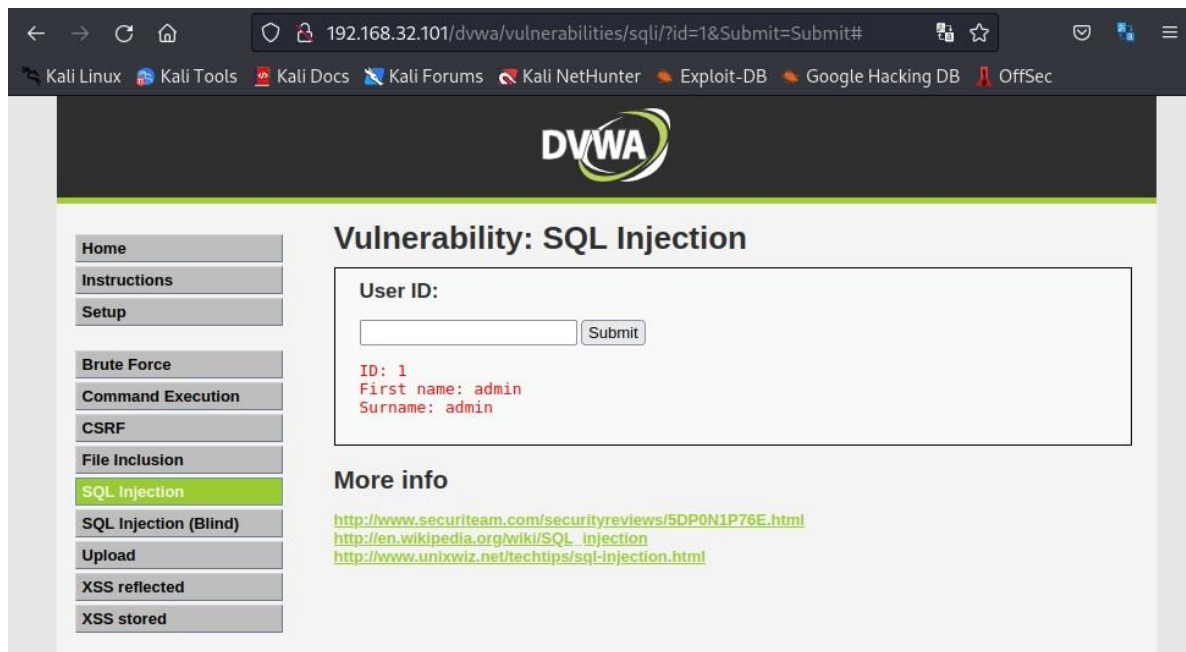 192.168.32.101/dvwa/vulnerabilities/sqli/?id=1&Submit=Submit#
Kali Linux Kali Tools Kali Docs Kali Forums Kali NetHunter Exploit-DB Google Hacking DB OffSec
DVWA
Home
Instructions
Setup
Brute Force
Command Execution
CSRF
File Inclusion
SQL Injection
SQL Injection (Blind)
Upload
XSS reflected
XSS stored
Vulnerability: SQL Injection
User ID:
Submit
ID: 1
First name: admin
Surname: admin
More info
http://www.securiteam.com/securityreviews/5DP0N1P76E.html
http://en.wikipedia.org/wiki/SQL_injection
http://www.unixwiz.net/techtips/sql-injection.html